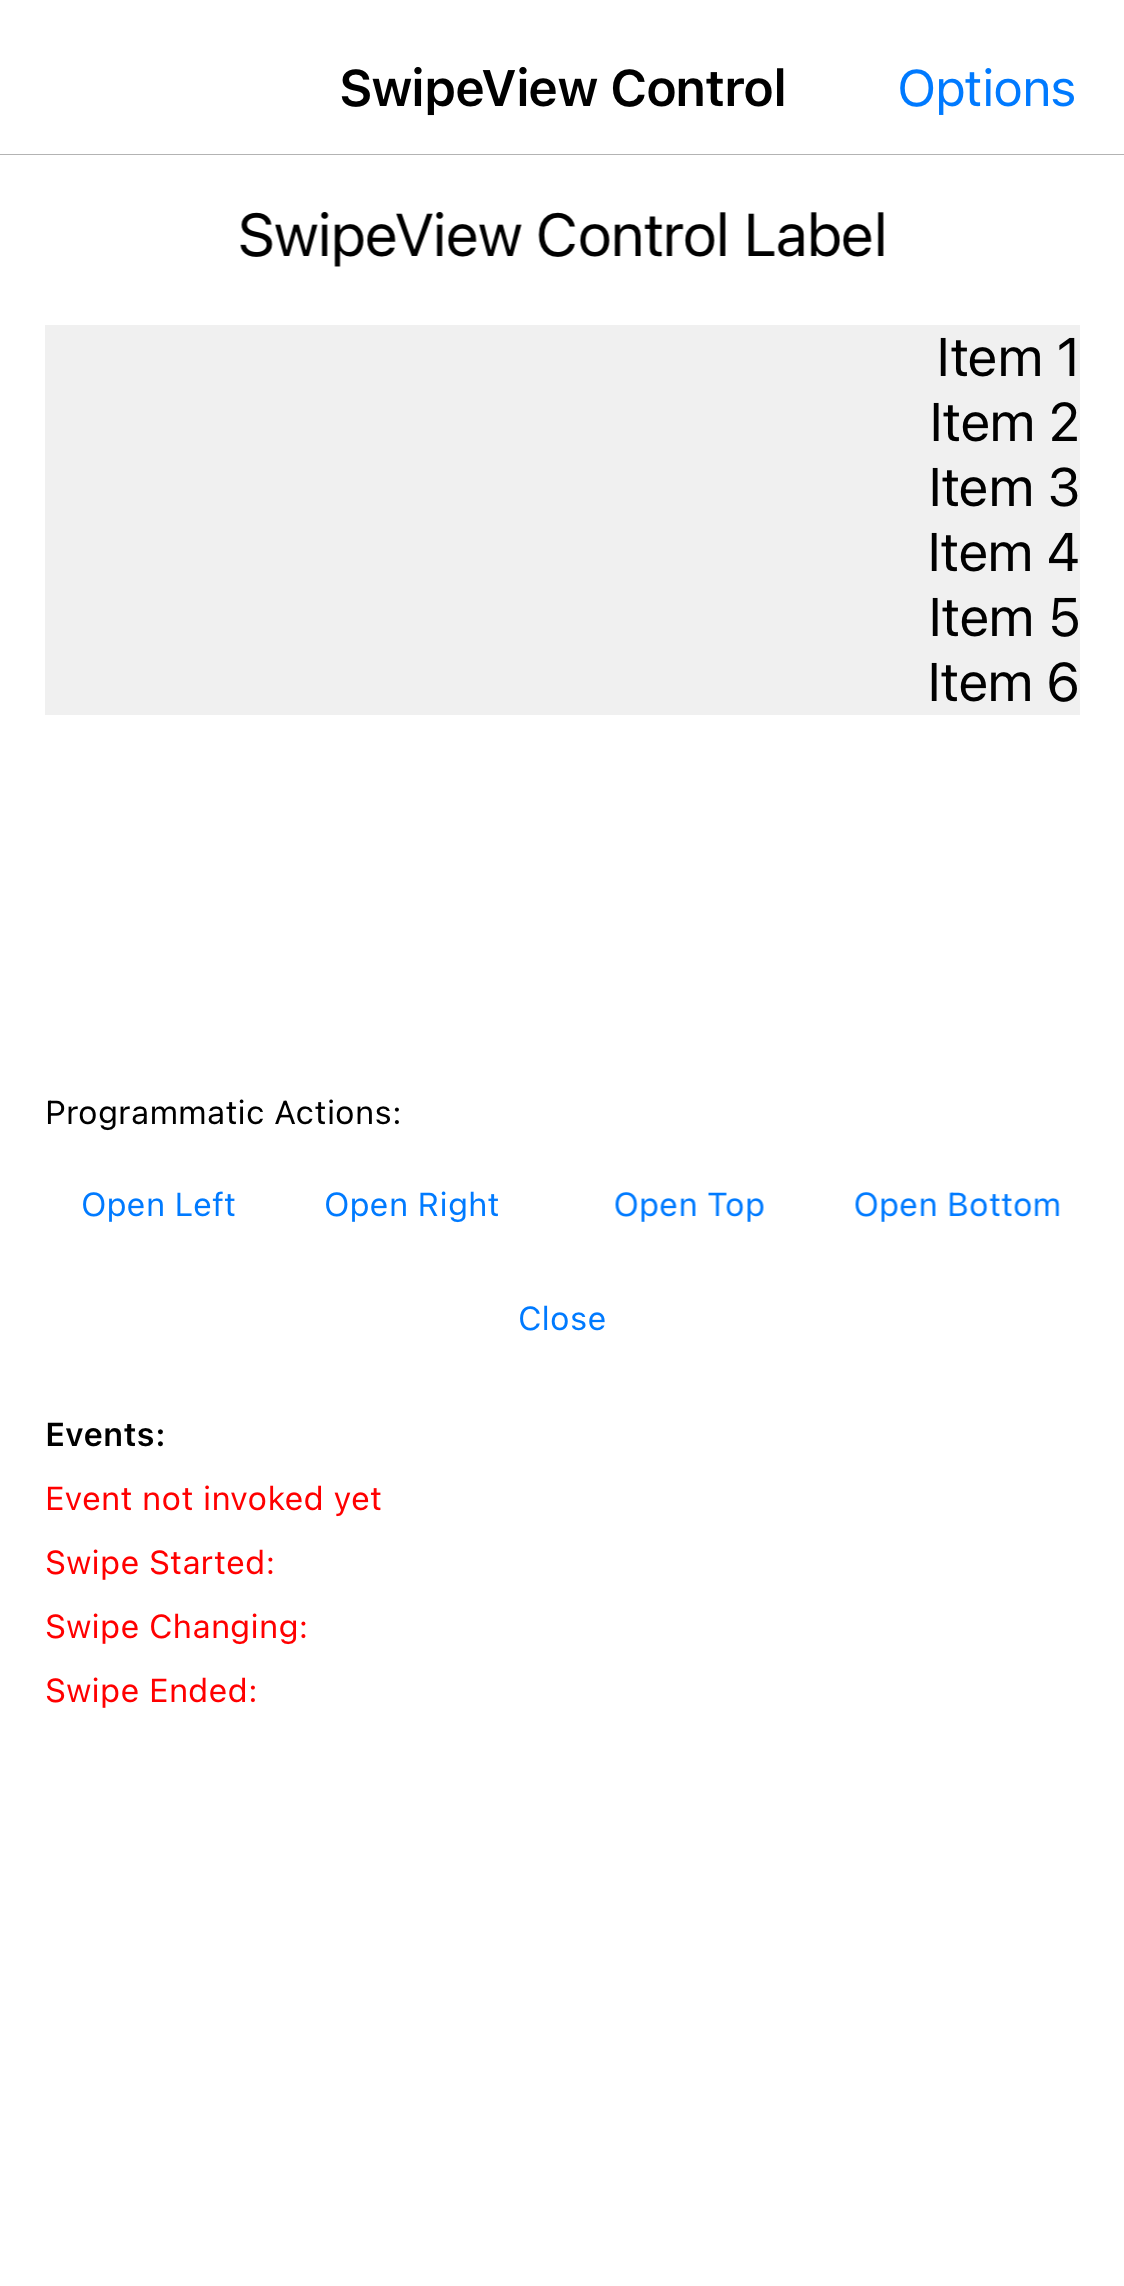 SwipeView Control Options
SwipeView Control Label
Item 1
Item 2
Item 3
Item 4
Item 5
Item 6
Programmatic Actions:
Open Left Open Right Open Top Open Bottom
Close
Events:
Event not invoked yet
Swipe Started:
Swipe Changing:
Swipe Ended: